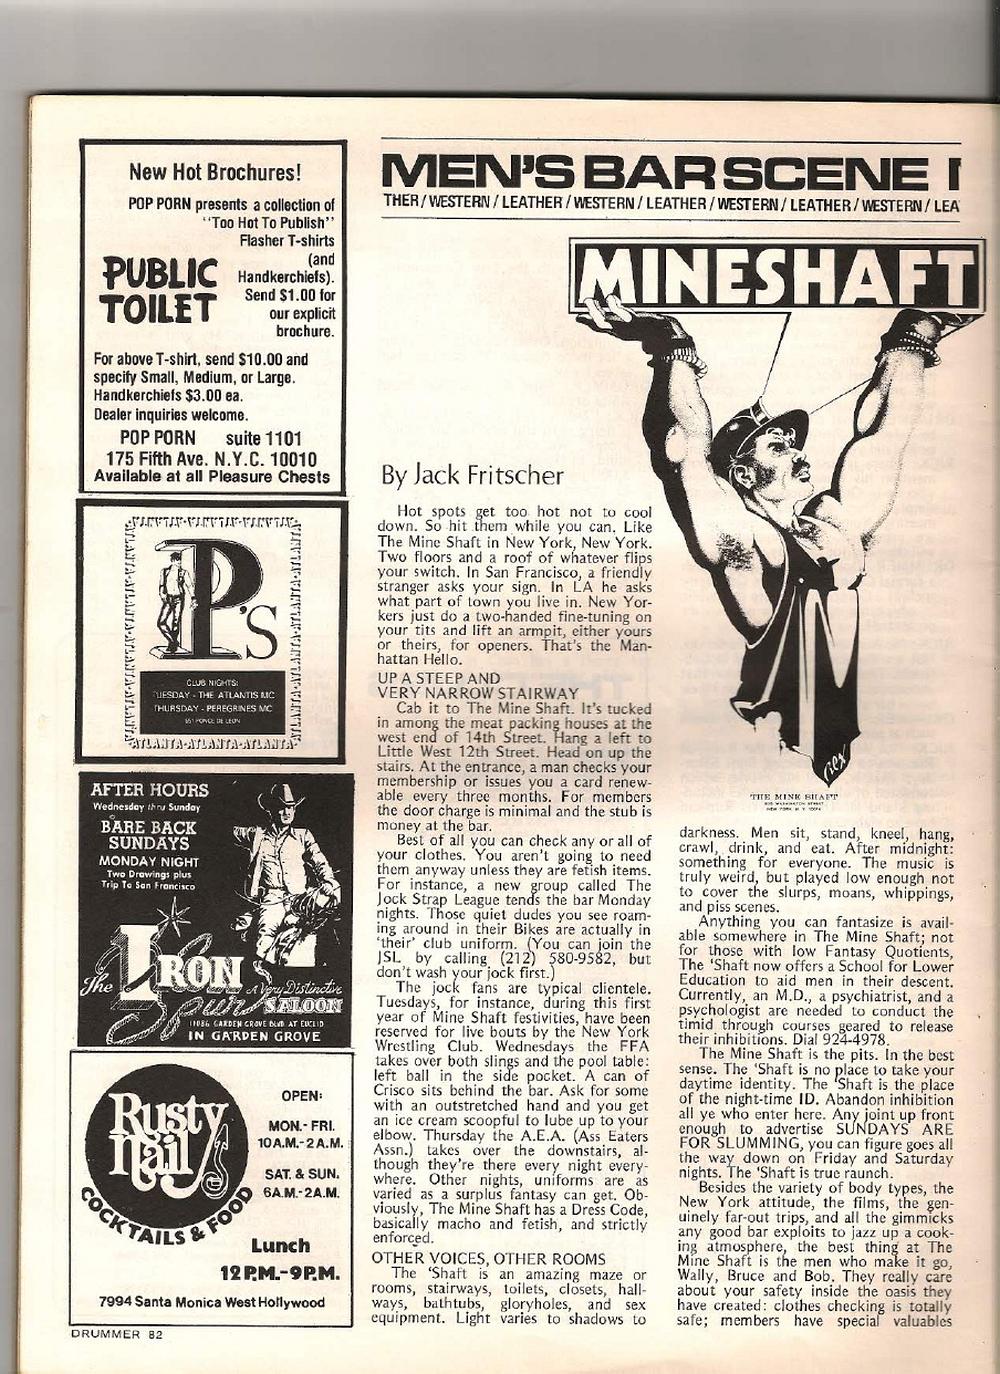 New Hot Brochures!
POP PORN presents a collection of
"Too Hot To Publish"
Flasher T-shirts
(and
Handkerchiefs).
Send $1.00 for
our explicit
brochure.
PUBLIC
TOILET
For above T-shirt, send $10.00 and
specify Small, Medium, or Large.
Handkerchiefs $3.00 ea.
Dealer inquiries welcome.
POP PORN suite 1101
175 Fifth Ave. N.Y.C. 10010
Available at all Pleasure Chests
ATLANTA-ATLANTA-ATLANTA
P's
CLUB NIGHTS:
TUESDAY - THE ATLANTIS MC
THURSDAY - PEREGRINES MC
551 PONCE DE LEON
ATLANTA-ATLANTA-ATLANTA
AFTER HOURS
Wednesday thru Sunday
BARE BACK
SUNDAYS
MONDAY NIGHT
Two Drawings plus
Trip To San Francisco
The IRON
Spur
A Very Distinctive
SALOON
11086 GARDEN GROVE BLVD AT EUCLID
IN GARDEN GROVE
Rusty
Nail
COCKTAILS & FOOD
OPEN:
MON.- FRI.
10 A.M.- 2 A.M.
SAT. & SUN.
6A.M.-2A.M.
Lunch
12 P.M.-9P.M.
7994 Santa Monica West Hollywood
DRUMMER 82
MEN'S BAR SCENE
THER / WESTERN / LEATHER / WESTERN / LEATHER / WESTERN / LEATHER / WESTERN / LEA
MINESHAFT
Rex
THE MINE SHAFT
835 WASHINGTON STREET
NEW YORK N. Y. 10014
By Jack Fritscher
Hot spots get too hot not to cool
down. So hit them while you can. Like
The Mine Shaft in New York, New York.
Two floors and a roof of whatever flips
your switch. In San Francisco, a friendly
stranger asks your sign. In LA he asks
what part of town you live in. New Yor-
kers just do a two-handed fine-tuning on
your tits and lift an armpit, either yours
or theirs, for openers. That's the Man-
hattan Hello.
UP A STEEP AND
VERY NARROW STAIRWAY
Cab it to The Mine Shaft. It's tucked
in among the meat packing houses at the
west end of 14th Street. Hang a left to
Little West 12th Street. Head on up the
stairs. At the entrance, a man checks your
membership or issues you a card renew-
able every three months. For members
the door charge is minimal and the stub is
money at the bar.
Best of all you can check any or all of
your clothes. You aren't going to need
them anyway unless they are fetish items.
For instance, a new group called The
Jock Strap League tends the bar Monday
nights. Those quiet dudes you see roam-
ing around in their Bikes are actually in
'their' club uniform. (You can join the
JSL by calling (212) 580-9582, but
don't wash your jock first.)
The jock fans are typical clientele.
Tuesdays, for instance, during this first
year of Mine Shaft festivities, have been
reserved for live bouts by the New York
Wrestling Club. Wednesdays the FFA
takes over both slings and the pool table:
left ball in the side pocket. A can of
Crisco sits behind the bar. Ask for some
with an outstretched hand and you get
an ice cream scoopful to lube up to your
elbow. Thursday the A.E.A. (Ass Eaters
Assn.) takes over the downstairs, al-
though they're there every night every-
where. Other nights, uniforms are as
varied as a surplus fantasy can get. Ob-
viously, The Mine Shaft has a Dress Code,
basically macho and fetish, and strictly
enforced.
OTHER VOICES, OTHER ROOMS
The 'Shaft is an amazing maze or
rooms, stairways, toilets, closets, hall-
ways, bathtubs, gloryholes, and sex
equipment. Light varies to shadows to
darkness. Men sit, stand, kneel, hang,
crawl, drink, and eat. After midnight:
something for everyone. The music is
truly weird, but played low enough not
to cover the slurps, moans, whippings,
and piss scenes.
Anything you can fantasize is avail-
able somewhere in The Mine Shaft; not
for those with low Fantasy Quotients,
The 'Shaft now offers a School for Lower
Education to aid men in their descent.
Currently, an M.D., a psychiatrist, and a
psychologist are needed to conduct the
timid through courses geared to release
their inhibitions. Dial 924-4978.
The Mine Shaft is the pits. In the best
sense. The 'Shaft is no place to take your
daytime identity. The 'Shaft is the place
of the night-time ID. Abandon inhibition
all ye who enter here. Any joint up front
enough to advertise SUNDAYS ARE
FOR SLUMMING, you can figure goes all
the way down on Friday and Saturday
nights. The 'Shaft is true raunch.
Besides the variety of body types, the
New York attitude, the films, the gen-
uinely far-out trips, and all the gimmicks
any good bar exploits to jazz up a cook-
ing atmosphere, the best thing at The
Mine Shaft is the men who make it go,
Wally, Bruce and Bob. They really care
about your safety inside the oasis they
have created: clothes checking is totally
safe; members have special valuables